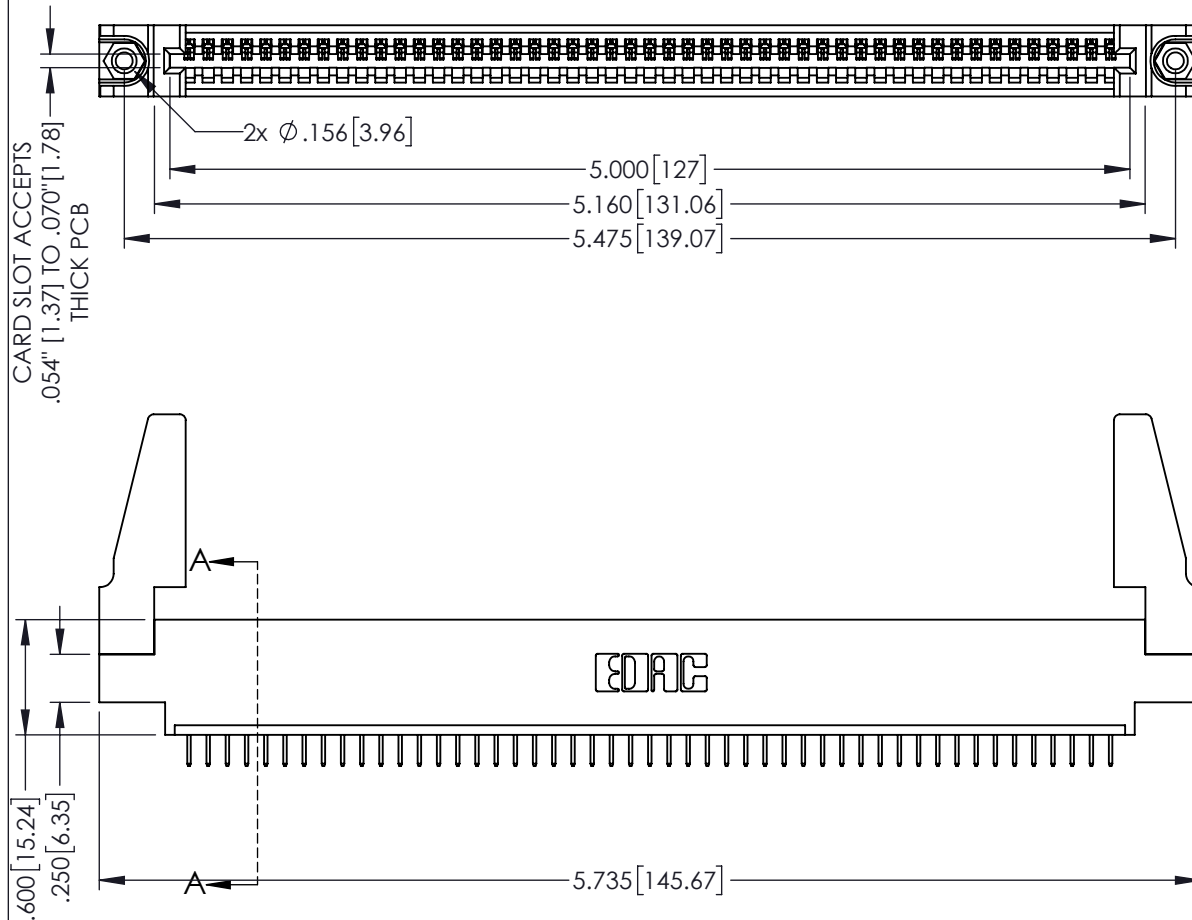 2x Ø .156[3.96]
5.000[127]
5.160[131.06]
5.475[139.07]
CARD SLOT ACCEPTS
.054" [1.37] TO .070"[1.78]
THICK PCB
A
EDAC
.600[15.24]
.250[6.35]
A
5.735[145.67]